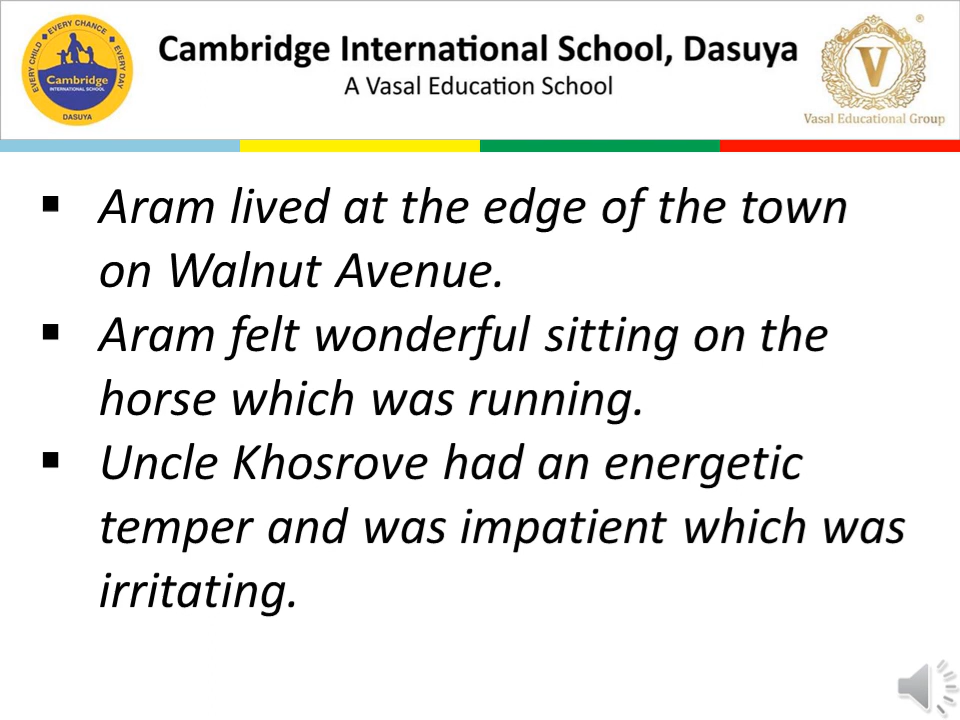 EVERY CHILD • EVERY CHANCE • EVERY DAY
Cambridge
INTERNATIONAL SCHOOL
DASUYA
Cambridge International School, Dasuya
A Vasal Education School
V
®
Vasal Educational Group
▪ Aram lived at the edge of the town
on Walnut Avenue.
▪ Aram felt wonderful sitting on the
horse which was running.
▪ Uncle Khosrove had an energetic
temper and was impatient which was
irritating.